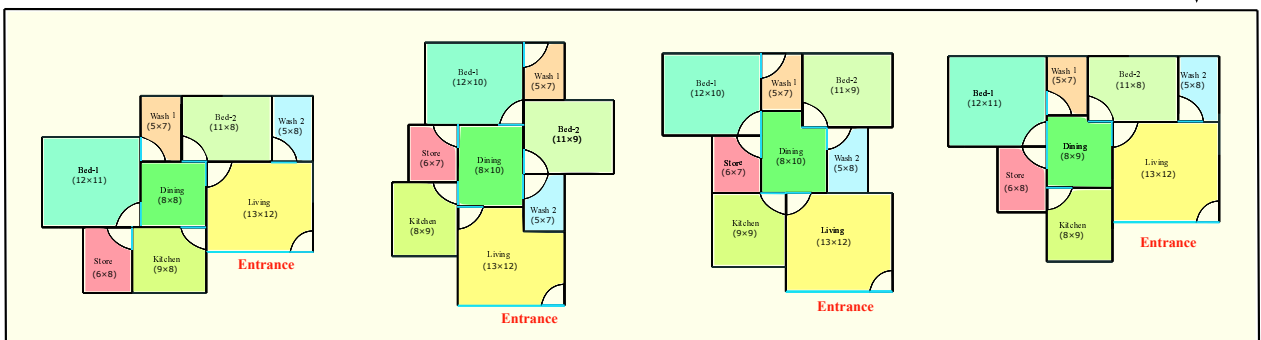 Wash 1
(5×7)
Bed-2
(11×8)
Wash 2
(5×8)
Bed-1
(12×11)
Dining
(8×8)
Living
(13×12)
Store
(6×8)
Kitchen
(9×8)
Entrance
Bed-1
(12×10)
Wash 1
(5×7)
Bed-2
(11×9)
Store
(6×7)
Dining
(8×10)
Kitchen
(8×9)
Wash 2
(5×7)
Living
(13×12)
Entrance
Bed-1
(12×10)
Wash 1
(5×7)
Bed-2
(11×9)
Store
(6×7)
Dining
(8×10)
Wash 2
(5×8)
Kitchen
(9×9)
Living
(13×12)
Entrance
Bed-1
(12×11)
Wash 1
(5×7)
Bed-2
(11×8)
Wash 2
(5×8)
Dining
(8×9)
Living
(13×12)
Store
(6×8)
Kitchen
(8×9)
Entrance